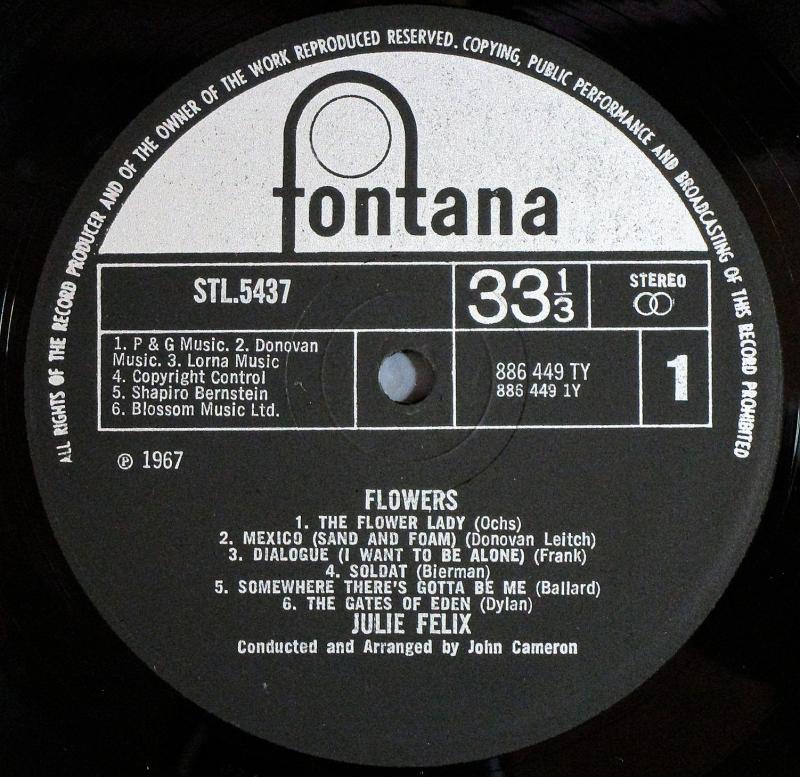 ALL RIGHTS OF THE RECORD PRODUCER AND OF THE OWNER OF THE WORK REPRODUCED RESERVED. COPYING, PUBLIC PERFORMANCE AND BROADCASTING OF THIS RECORD PROHIBITED
fontana
STL.5437
33 1/3
STEREO
1. P & G Music. 2. Donovan
Music. 3. Lorna Music
4. Copyright Control
5. Shapiro Bernstein
6. Blossom Music Ltd.
886 449 TY
886 449 1Y
1
℗ 1967
FLOWERS
1. THE FLOWER LADY (Ochs)
2. MEXICO (SAND AND FOAM) (Donovan Leitch)
3. DIALOGUE (I WANT TO BE ALONE) (Frank)
4. SOLDAT (Bierman)
5. SOMEWHERE THERE'S GOTTA BE ME (Ballard)
6. THE GATES OF EDEN (Dylan)
JULIE FELIX
Conducted and Arranged by John Cameron